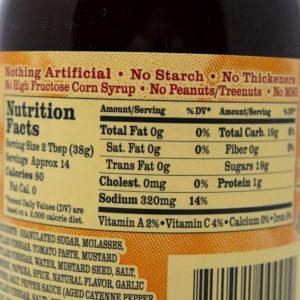 Nothing Artificial • No Starch • No Thickeners
No High Fructose Corn Syrup • No Peanuts/Treenuts • No MSG
Nutrition
Facts
Serving Size 2 Tbsp (38g)
Servings Approx 14
Calories 80
Fat Cal. 0
*Percent Daily Values (DV) are
based on a 2,000 calorie diet.
Amount/Serving %DV* Amount/Serving %DV*
Total Fat 0g 0% Total Carb. 19g
Sat. Fat 0g 0% Fiber 0g
Trans Fat 0g Sugars 19g
Cholest. 0mg 0% Protein 1g
Sodium 320mg 14%
Vitamin A 2% • Vitamin C 4% • Calcium 0% • Iron
GRANULATED SUGAR, MOLASSES,
VINEGAR, TOMATO PASTE, MUSTARD
VINEGAR, WATER, MUSTARD SEED, SALT,
SPICE, NATURAL FLAVOR, GARLIC
SALT, PEPPER SAUCE (AGED CAYENNE PEPPER